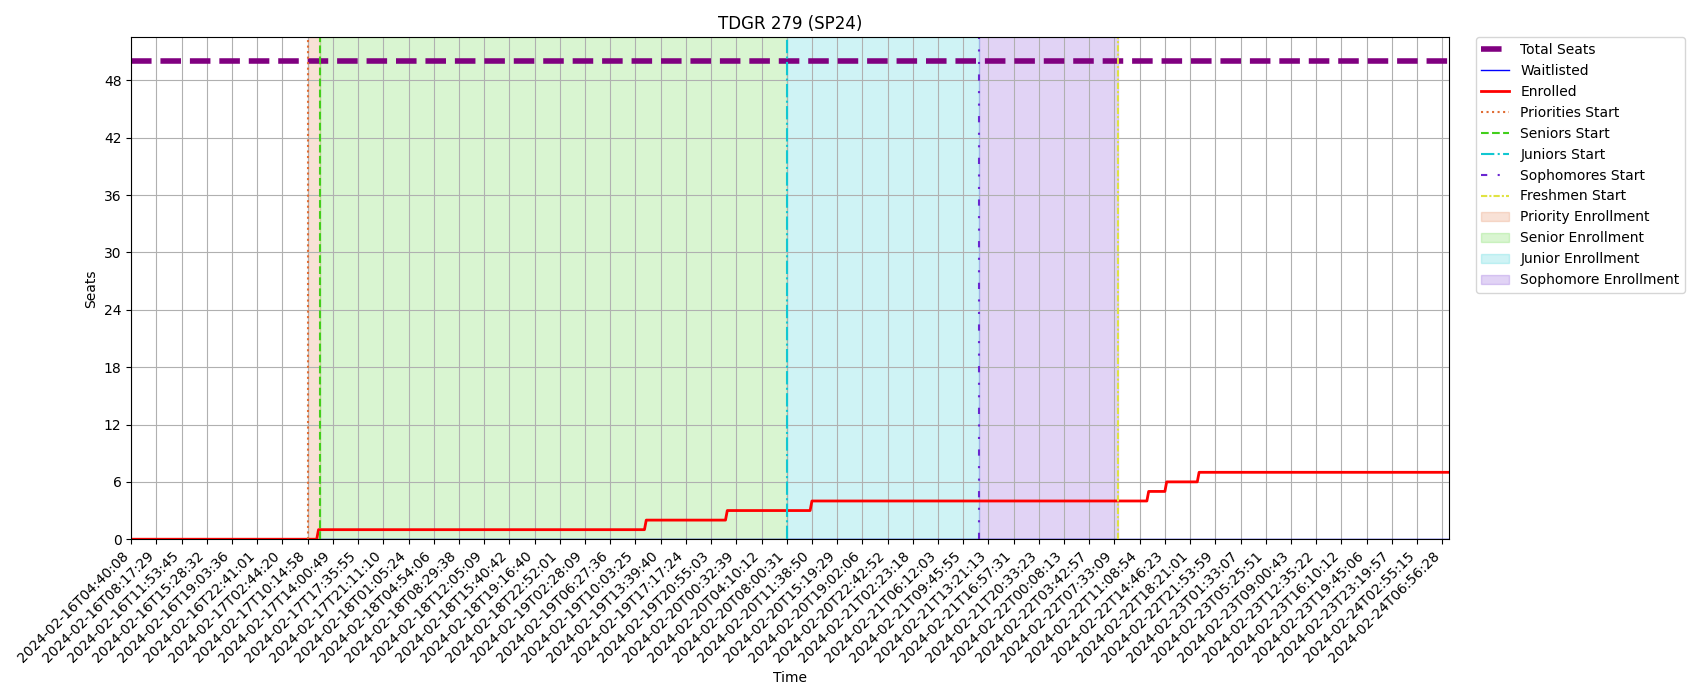 TDGR 279 (SP24)
Total Seats
Waitlisted
Enrolled
Priorities Start
Seniors Start
Juniors Start
Sophomores Start
Freshmen Start
Priority Enrollment
Senior Enrollment
Junior Enrollment
Sophomore Enrollment
Seats
48
42
36
30
24
18
12
6
0
2024-02-16T04:40:08
2024-02-16T08:17:29
2024-02-16T11:53:45
2024-02-16T15:28:32
2024-02-16T19:03:36
2024-02-16T22:41:01
2024-02-17T02:44:20
2024-02-17T10:14:58
2024-02-17T14:00:49
2024-02-17T17:35:55
2024-02-17T21:11:10
2024-02-18T01:05:24
2024-02-18T04:54:06
2024-02-18T08:29:38
2024-02-18T12:05:09
2024-02-18T15:40:42
2024-02-18T19:16:40
2024-02-18T22:52:01
2024-02-19T02:28:09
2024-02-19T06:27:36
2024-02-19T10:03:25
2024-02-19T13:39:40
2024-02-19T17:17:24
2024-02-19T20:55:03
2024-02-20T00:32:39
2024-02-20T04:10:12
2024-02-20T08:00:31
2024-02-20T11:38:50
2024-02-20T15:19:29
2024-02-20T19:02:06
2024-02-20T22:42:52
2024-02-21T02:23:18
2024-02-21T06:12:03
2024-02-21T09:45:55
2024-02-21T13:21:13
2024-02-21T16:57:31
2024-02-21T20:33:23
2024-02-22T00:08:13
2024-02-22T03:42:57
2024-02-22T07:33:09
2024-02-22T11:08:54
2024-02-22T14:46:23
2024-02-22T18:21:01
2024-02-22T21:53:59
2024-02-23T01:33:07
2024-02-23T05:25:51
2024-02-23T09:00:43
2024-02-23T12:35:22
2024-02-23T16:10:12
2024-02-23T19:45:06
2024-02-23T23:19:57
2024-02-24T02:55:15
2024-02-24T06:56:28
Time